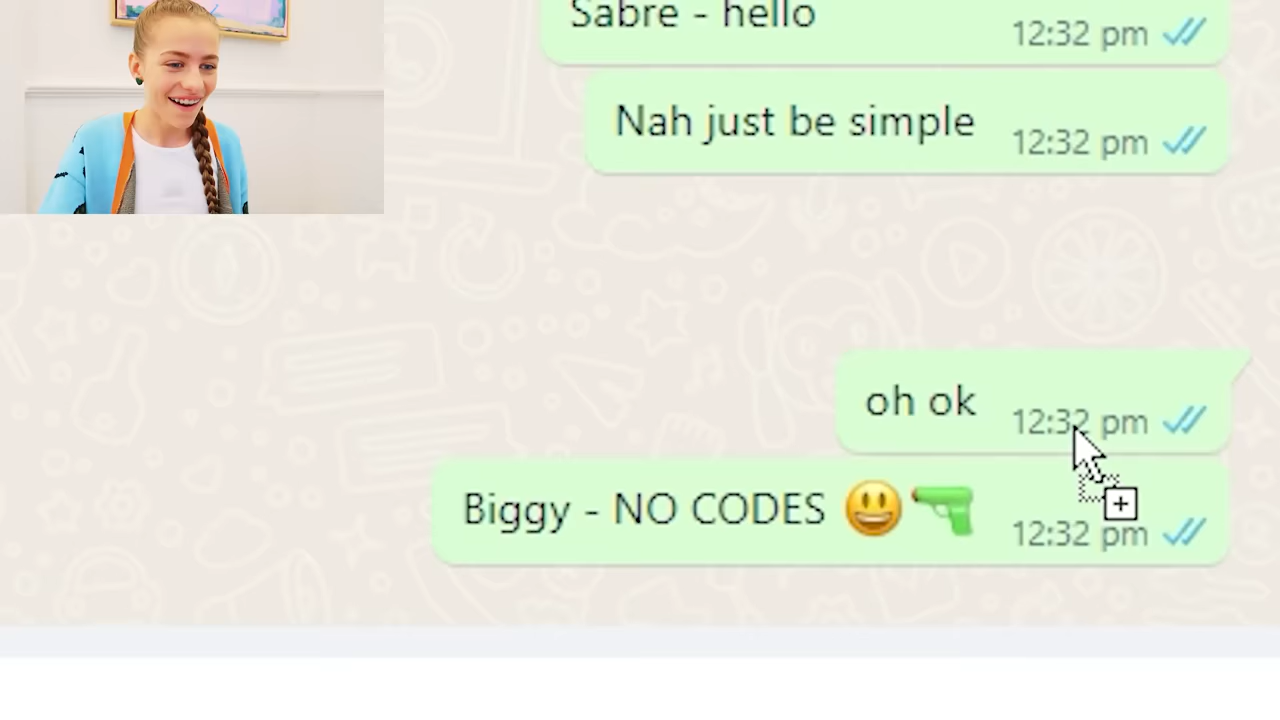 Sabre - hello
12:32 pm
Nah just be simple
12:32 pm
oh ok
12:32 pm
Biggy - NO CODES 😃🔫
12:32 pm